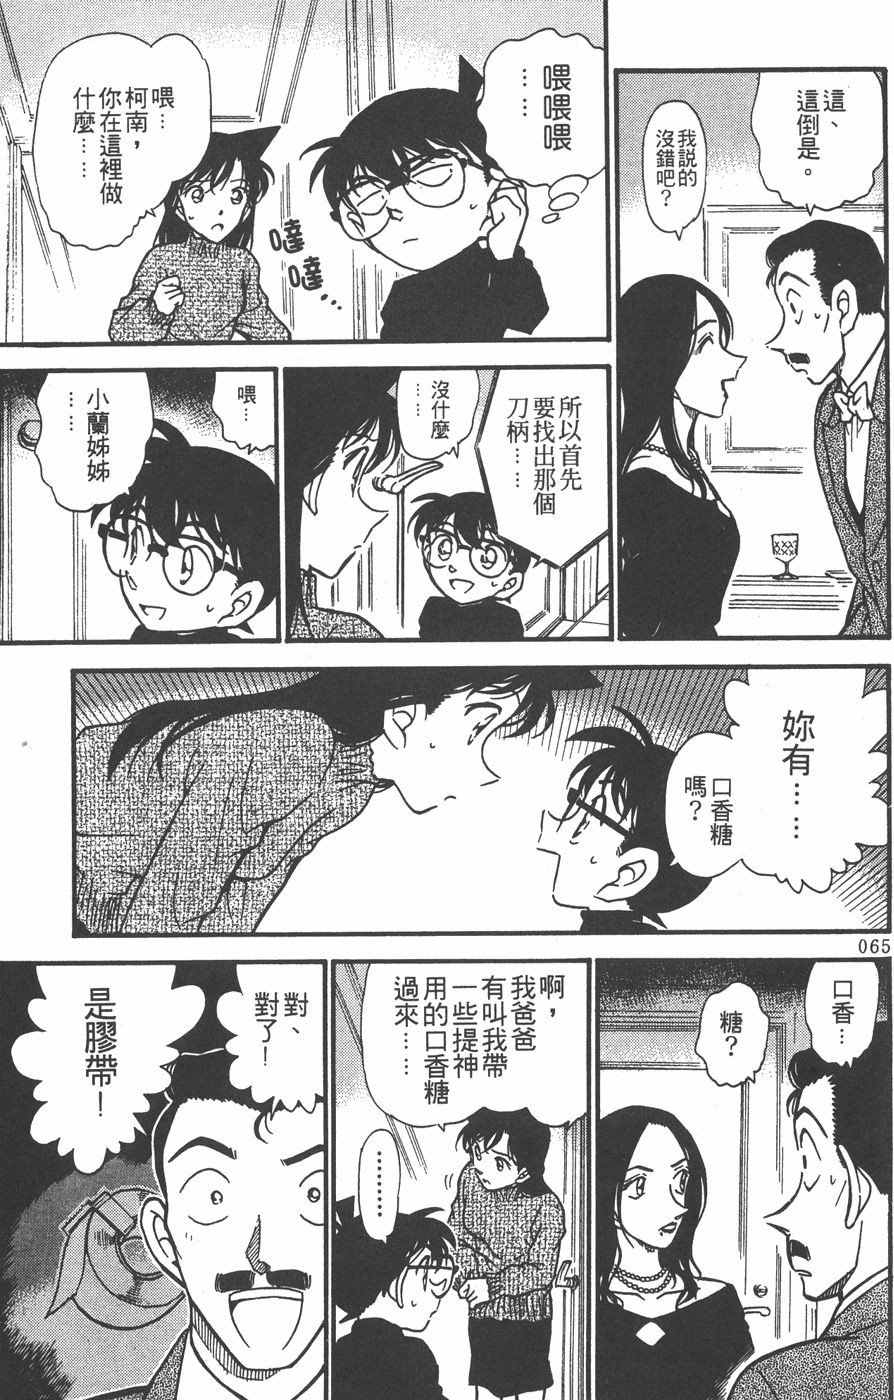 這、
這倒是。
我說的
沒錯吧?
喂喂喂
……
噠
噠…
喂…
柯南，
你在這裡做
什麼……
所以首先
要找出那個
刀柄……
沒什麼
……
喂…
小蘭姊姊
……
妳有……
口香糖
嗎?
065
口香…
糖?
啊，
我爸爸
有叫我帶
一些提神
用的口香糖
過來……
………
對、
對了!
是膠帶!